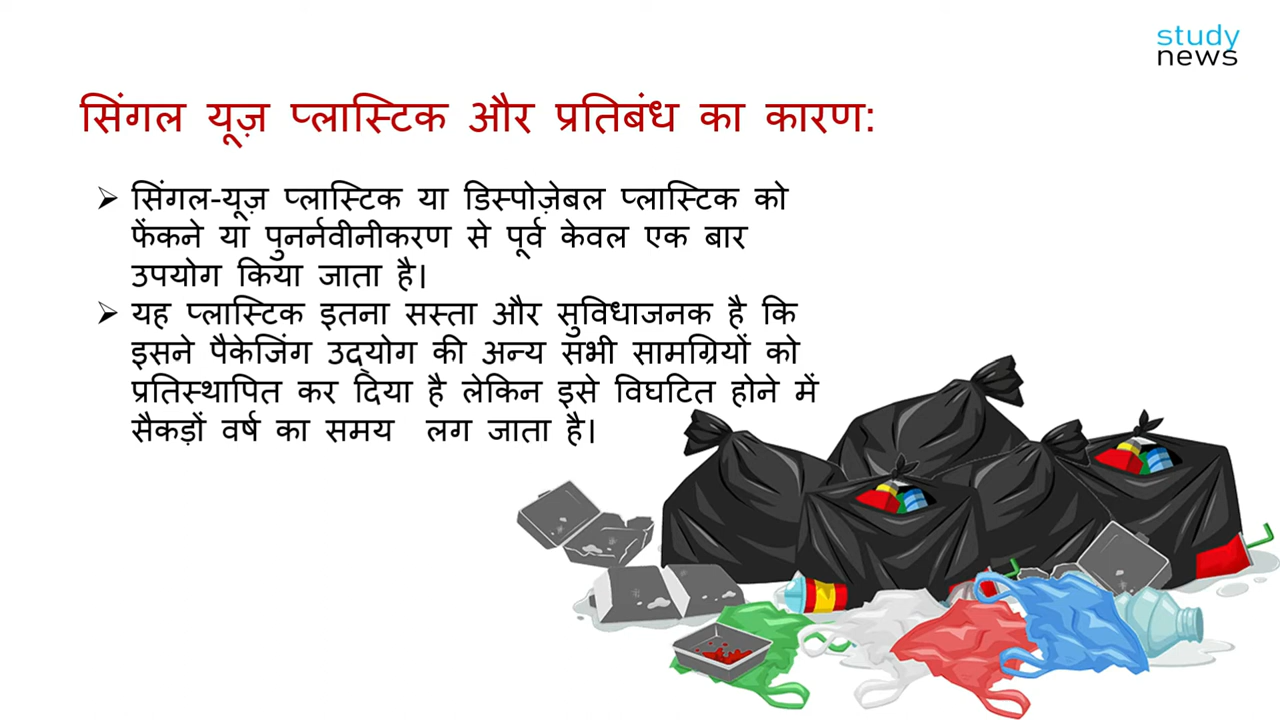 study
news
सिंगल यूज़ प्लास्टिक और प्रतिबंध का कारण:
➢ सिंगल-यूज़ प्लास्टिक या डिस्पोज़ेबल प्लास्टिक को
फेंकने या पुनर्नवीनीकरण से पूर्व केवल एक बार
उपयोग किया जाता है।
➢ यह प्लास्टिक इतना सस्ता और सुविधाजनक है कि
इसने पैकेजिंग उद्योग की अन्य सभी सामग्रियों को
प्रतिस्थापित कर दिया है लेकिन इसे विघटित होने में
सैकड़ों वर्ष का समय लग जाता है।